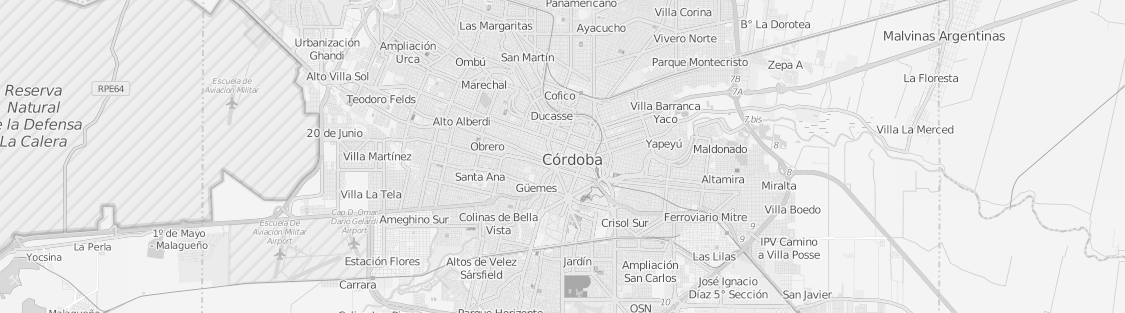 Panamericano
Villa Corina
Las Margaritas
Ayacucho
B° La Dorotea
Malvinas Argentinas
Urbanización
Ghandi
Ampliación
Urca
San Martín
Vivero Norte
Ombú
Parque Montecristo
Zepa A
Alto Villa Sol
Escuela de
Aviacion Militar
Marechal
7B
La Floresta
Reserva
Natural
e la Defensa
La Calera
RPE64
Teodoro Felds
Cofico
7A
Villa Barranca
Yaco
Ducasse
Alto Alberdi
7 bis
20 de Junio
Villa La Merced
Obrero
Yapeyú
Maldonado
8
Villa Martínez
Córdoba
8
Santa Ana
Altamira
Miralta
Güemes
Villa La Tela
Cap.D. Omar
Dario Gelardi
Airport
Ameghino Sur
Colinas de Bella
Vista
Crisol Sur
Ferroviario Mitre
Villa Boedo
Escuela De
Aviacion Militar
Airport
9
9
1º de Mayo
- Malagueño
La Perla
Yocsina
IPV Camino
a Villa Posse
Estación Flores
Altos de Velez
Sársfield
Jardín
Ampliación
San Carlos
Las Lilas
Carrara
José Ignacio
Díaz 5° Sección
San Javier
10
OSN
Malagueño
Parque Horizonte